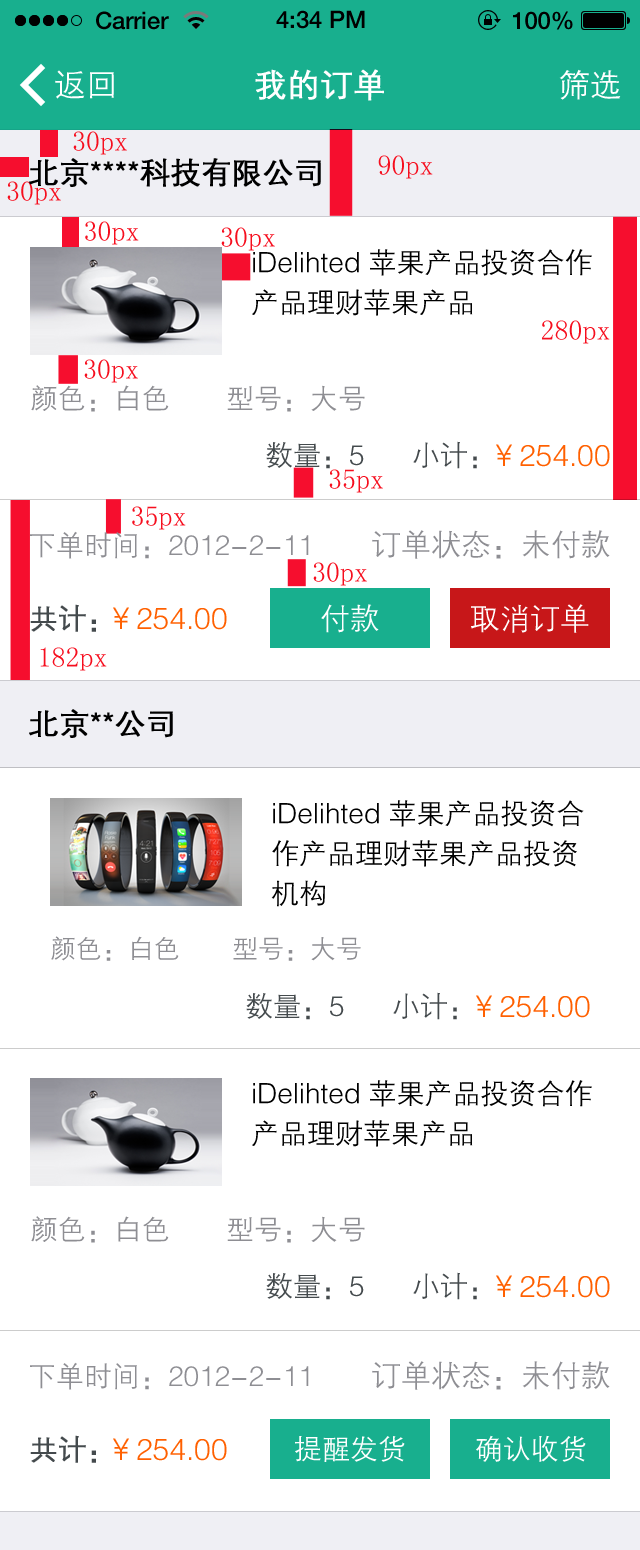 Carrier 4:34 PM 100%
返回 我的订单 筛选
30px
北京****科技有限公司
90px
30px
30px
30px
iDelihted 苹果产品投资合作
产品理财苹果产品
280px
30px
颜色：白色 型号：大号
数量：5 小计：￥254.00
35px
35px
下单时间：2012-2-11 订单状态：未付款
30px
共计：￥254.00 付款 取消订单
182px
北京**公司
iDelihted 苹果产品投资合
作产品理财苹果产品投资
机构
颜色：白色 型号：大号
数量：5 小计：￥254.00
iDelihted 苹果产品投资合作
产品理财苹果产品
颜色：白色 型号：大号
数量：5 小计：￥254.00
下单时间：2012-2-11 订单状态：未付款
共计：￥254.00 提醒发货 确认收货